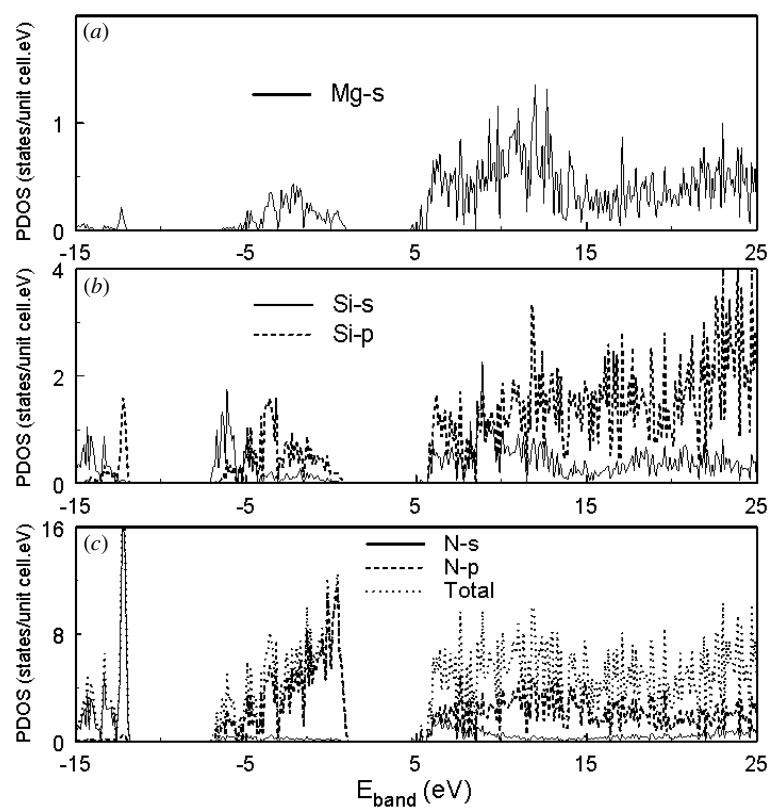 (a)
Mg-s
PDOS (states/unit cell.eV)
1
0
-15 -5 5 15 25
(b)
Si-s
Si-p
PDOS (states/unit cell.eV)
4
2
0
-15 -5 5 15 25
(c)
N-s
N-p
Total
PDOS (states/unit cell.eV)
16
8
0
-15 -5 5 15 25
E_band (eV)